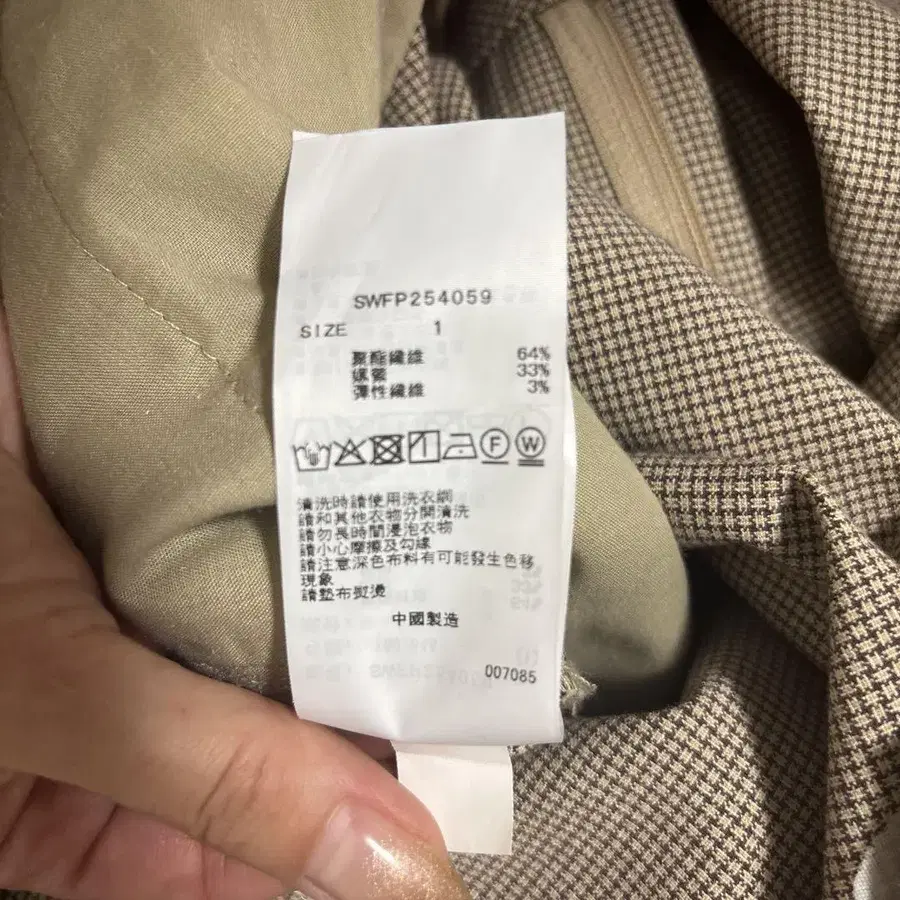 SWFP254059
SIZE 1
聚酯纖維 64%
嫘縈 33%
彈性纖維 3%
F W
清洗時請使用洗衣網
請和其他衣物分開清洗
請勿長時間浸泡衣物
請小心摩擦及勾線
請注意深色布料有可能發生色移
現象
請墊布熨燙
中國製造
007085